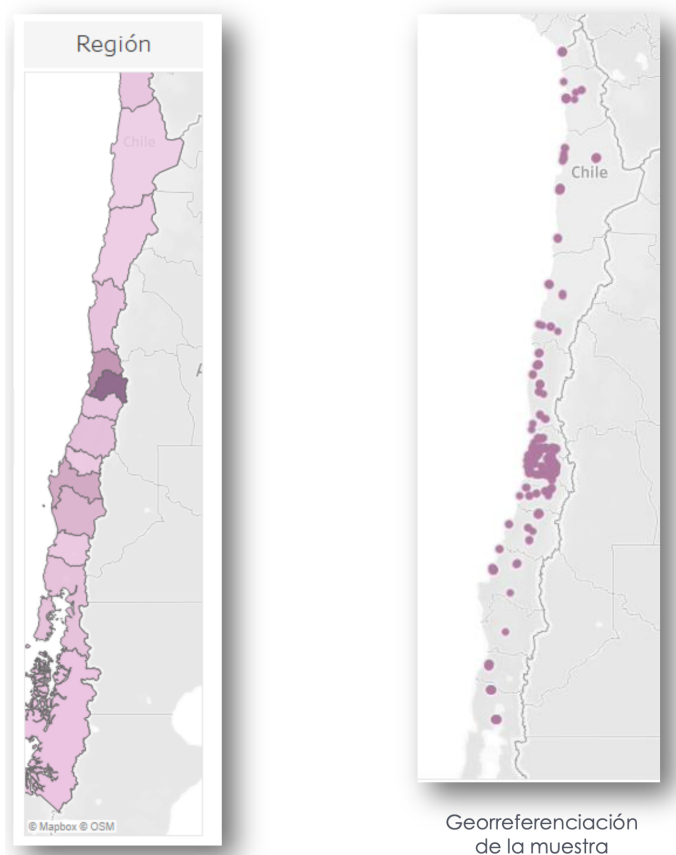 Región
Chile
© Mapbox © OSM
Chile
Georreferenciación
de la muestra